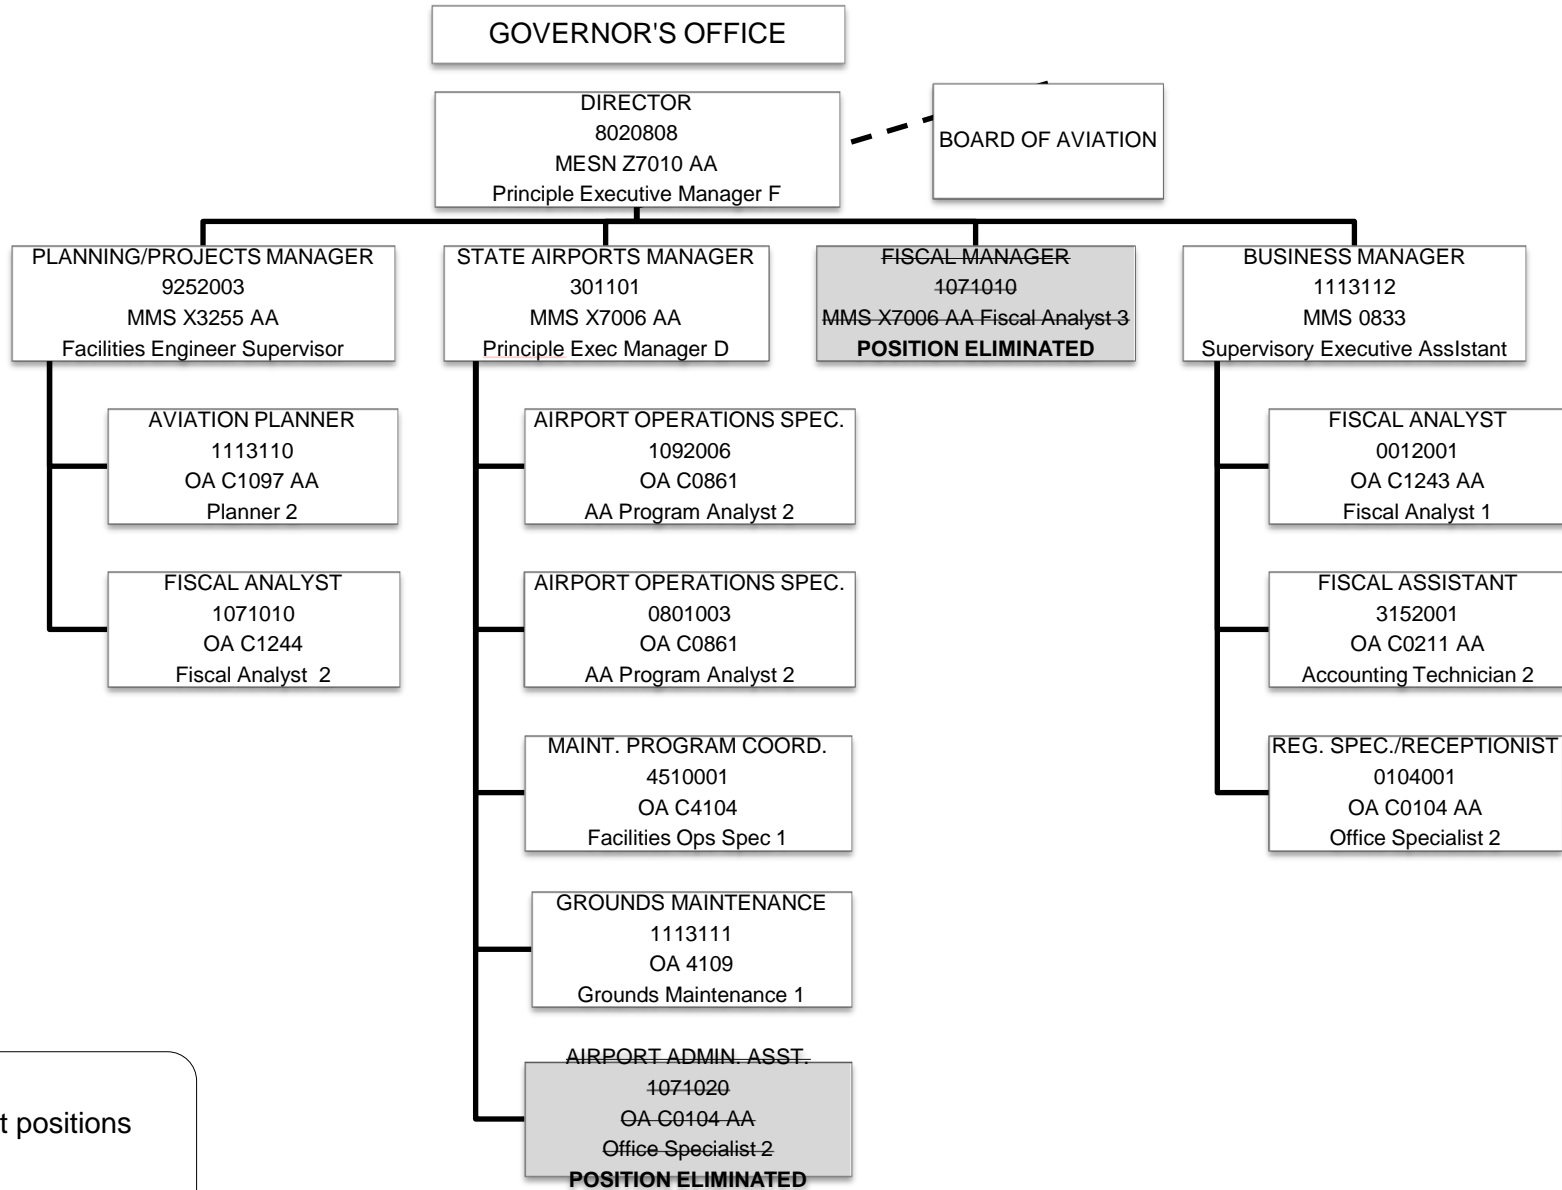 GOVERNOR'S OFFICE
DIRECTOR
8020808
MESN Z7010 AA
Principle Executive Manager F
BOARD OF AVIATION
PLANNING/PROJECTS MANAGER
9252003
MMS X3255 AA
Facilities Engineer Supervisor
STATE AIRPORTS MANAGER
301101
MMS X7006 AA
Principle Exec Manager D
FISCAL MANAGER
1071010
MMS X7006 AA Fiscal Analyst 3
POSITION ELIMINATED
BUSINESS MANAGER
1113112
MMS 0833
Supervisory Executive AssIstant
AVIATION PLANNER
1113110
OA C1097 AA
Planner 2
FISCAL ANALYST
1071010
OA C1244
Fiscal Analyst 2
AIRPORT OPERATIONS SPEC.
1092006
OA C0861
AA Program Analyst 2
AIRPORT OPERATIONS SPEC.
0801003
OA C0861
AA Program Analyst 2
MAINT. PROGRAM COORD.
4510001
OA C4104
Facilities Ops Spec 1
GROUNDS MAINTENANCE
1113111
OA 4109
Grounds Maintenance 1
AIRPORT ADMIN. ASST.
1071020
OA C0104 AA
Office Specialist 2
POSITION ELIMINATED
FISCAL ANALYST
0012001
OA C1243 AA
Fiscal Analyst 1
FISCAL ASSISTANT
3152001
OA C0211 AA
Accounting Technician 2
REG. SPEC./RECEPTIONIST
0104001
OA C0104 AA
Office Specialist 2
positions